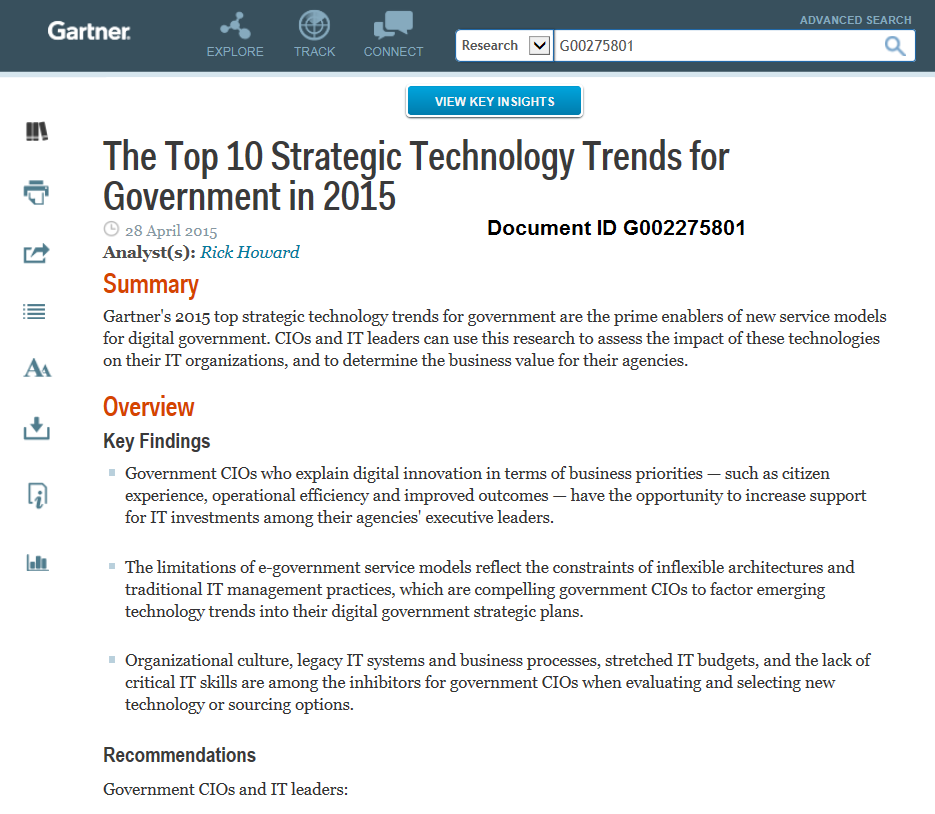 Gartner.
EXPLORE
TRACK
CONNECT
ADVANCED SEARCH
Research
G00275801
VIEW KEY INSIGHTS
The Top 10 Strategic Technology Trends for
Government in 2015
28 April 2015
Document ID G002275801
Analyst(s): Rick Howard
Summary
Gartner's 2015 top strategic technology trends for government are the prime enablers of new service models
for digital government. CIOs and IT leaders can use this research to assess the impact of these technologies
on their IT organizations, and to determine the business value for their agencies.
Overview
Key Findings
Government CIOs who explain digital innovation in terms of business priorities — such as citizen
experience, operational efficiency and improved outcomes — have the opportunity to increase support
for IT investments among their agencies' executive leaders.
The limitations of e-government service models reflect the constraints of inflexible architectures and
traditional IT management practices, which are compelling government CIOs to factor emerging
technology trends into their digital government strategic plans.
Organizational culture, legacy IT systems and business processes, stretched IT budgets, and the lack of
critical IT skills are among the inhibitors for government CIOs when evaluating and selecting new
technology or sourcing options.
Recommendations
Government CIOs and IT leaders: